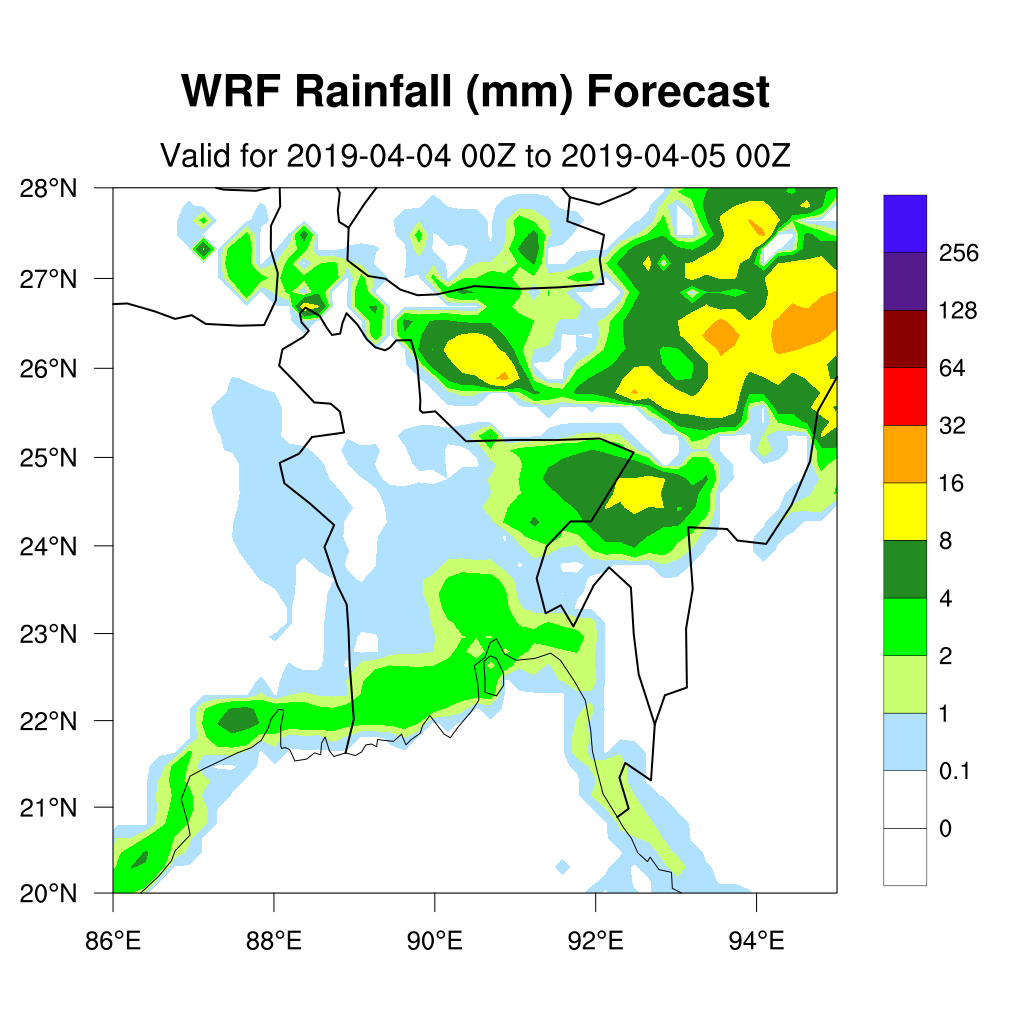 WRF Rainfall (mm) Forecast
Valid for 2019-04-04 00Z to 2019-04-05 00Z
28°N
27°N
26°N
25°N
24°N
23°N
22°N
21°N
20°N
86°E
88°E
90°E
92°E
94°E
256
128
64
32
16
8
4
2
1
0.1
0